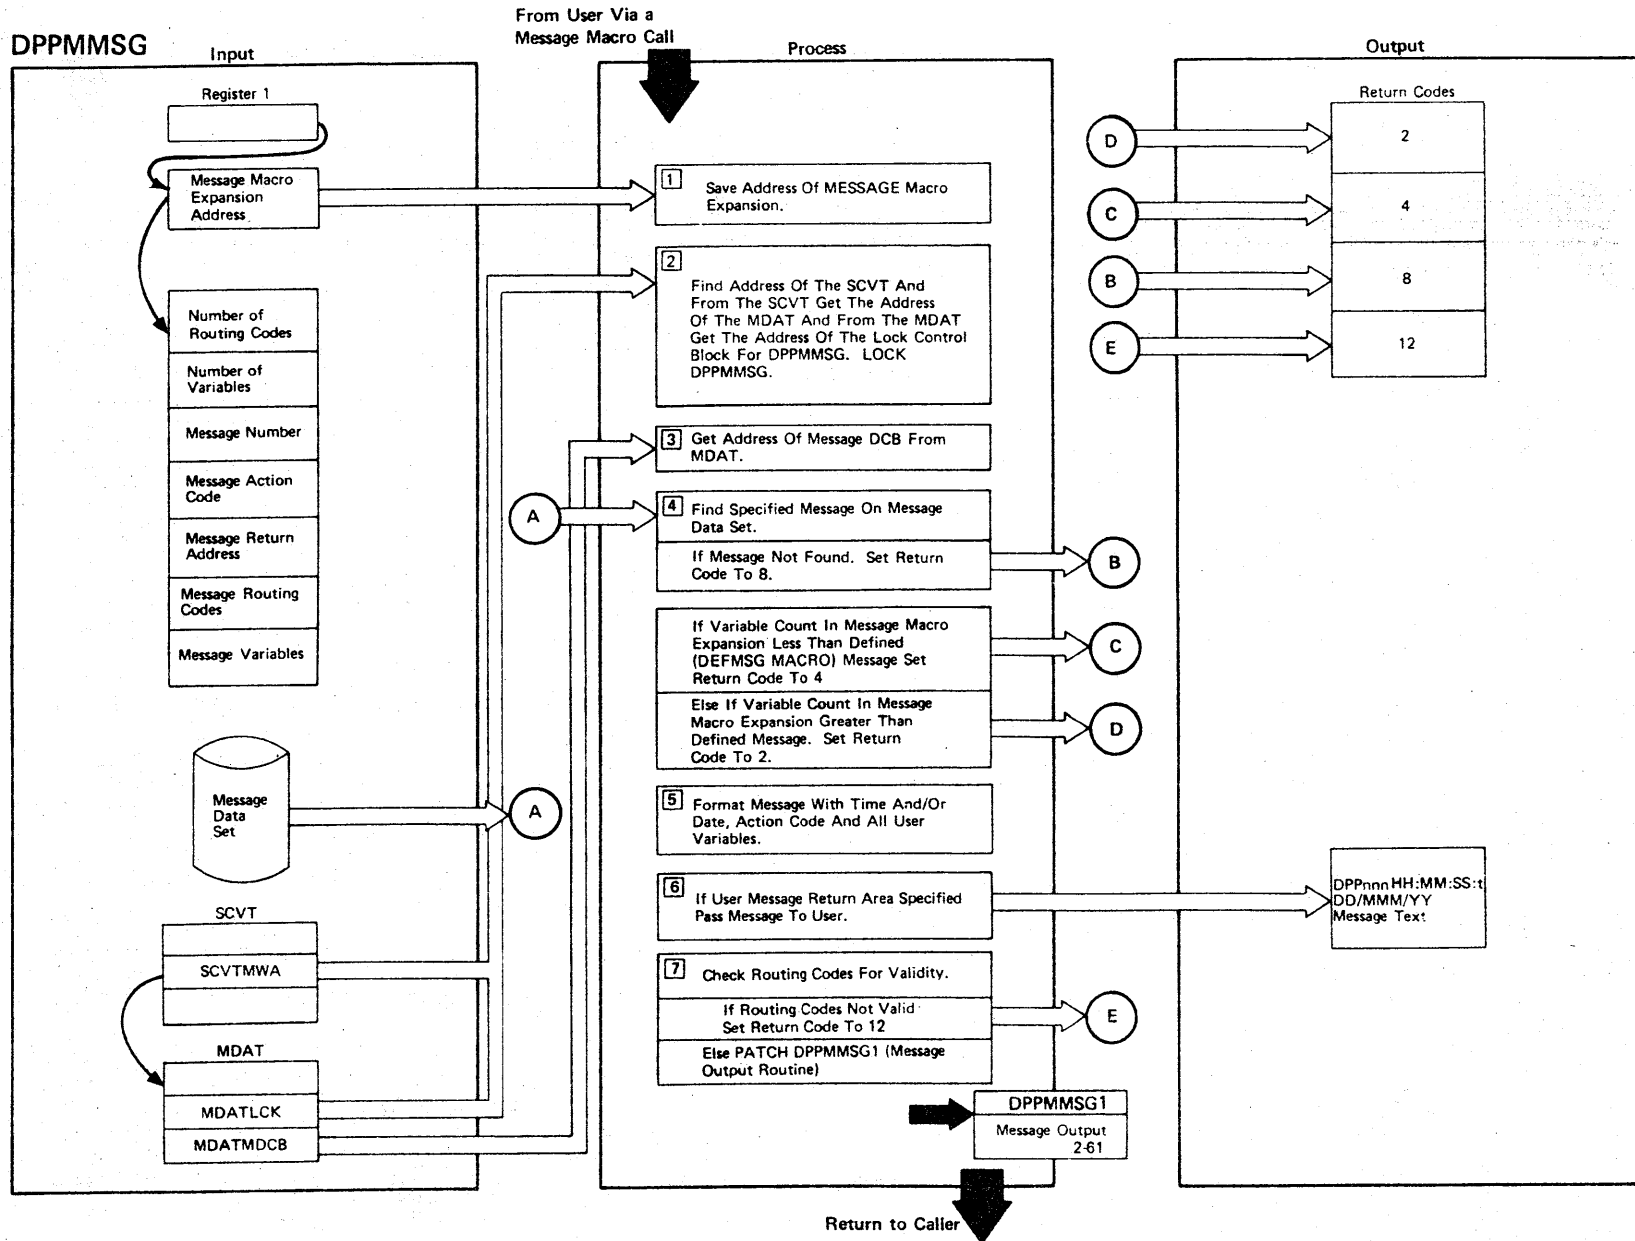 From User Via a
Message Macro Call
DPPMMSG
Input
Process
Output
Register 1
Message Macro
Expansion
Address
Number of
Routing Codes
Number of
Variables
Message Number
Message Action
Code
Message Return
Address
Message Routing
Codes
Message Variables
Message
Data
Set
A
SCVT
SCVTMWA
MDAT
MDATLCK
MDATMDCB
A
1 Save Address Of MESSAGE Macro
Expansion.
2
Find Address Of The SCVT And
From The SCVT Get The Address
Of The MDAT And From The MDAT
Get The Address Of The Lock Control
Block For DPPMMSG. LOCK
DPPMMSG.
3 Get Address Of Message DCB From
MDAT.
4 Find Specified Message On Message
Data Set.
If Message Not Found. Set Return
Code To 8.
B
If Variable Count In Message Macro
Expansion Less Than Defined
(DEFMSG MACRO) Message Set
Return Code To 4
C
Else If Variable Count In Message
Macro Expansion Greater Than
Defined Message. Set Return
Code To 2.
D
5 Format Message With Time And/Or
Date, Action Code And All User
Variables.
6 If User Message Return Area Specified
Pass Message To User.
7 Check Routing Codes For Validity.
If Routing Codes Not Valid
Set Return Code To 12
E
Else PATCH DPPMMSG1 (Message
Output Routine)
DPPMMSG1
Message Output
2-61
Return to Caller
Return Codes
D
2
C
4
B
8
E
12
DPPnnn HH:MM:SS:t
DD/MMM/YY
Message Text